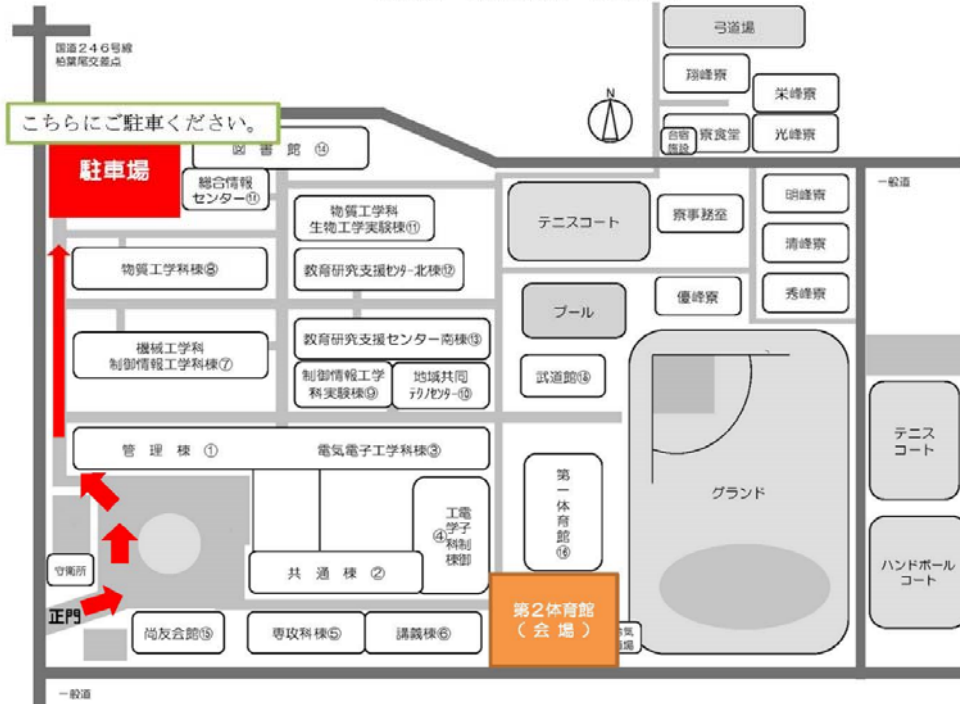 国道246号線
柏葉尾交差点
こちらにご駐車ください。
駐車場
図書館⑭
総合情報
センター⑪
物質工学科
生物工学実験棟⑪
物質工学科棟⑧
教育研究支援センター北棟⑫
機械工学科
制御情報工学科棟⑦
教育研究支援センター南棟⑬
制御情報工学
科実験棟⑨
地域共同
テクノセンター⑩
管理棟①
電気電子工学科棟③
工電
学子
④科制
棟御
共通棟②
守衛所
正門
尚友会館⑮
専攻科棟⑤
講義棟⑥
第2体育館
(会場)
第一体育館⑯
N
弓道場
翔峰寮
栄峰寮
合宿
施設
寮食堂
光峰寮
テニスコート
寮事務室
明峰寮
清峰寮
秀峰寮
プール
優峰寮
武道館⑯
グランド
一般道
テニス
コート
ハンドボール
コート
一般道